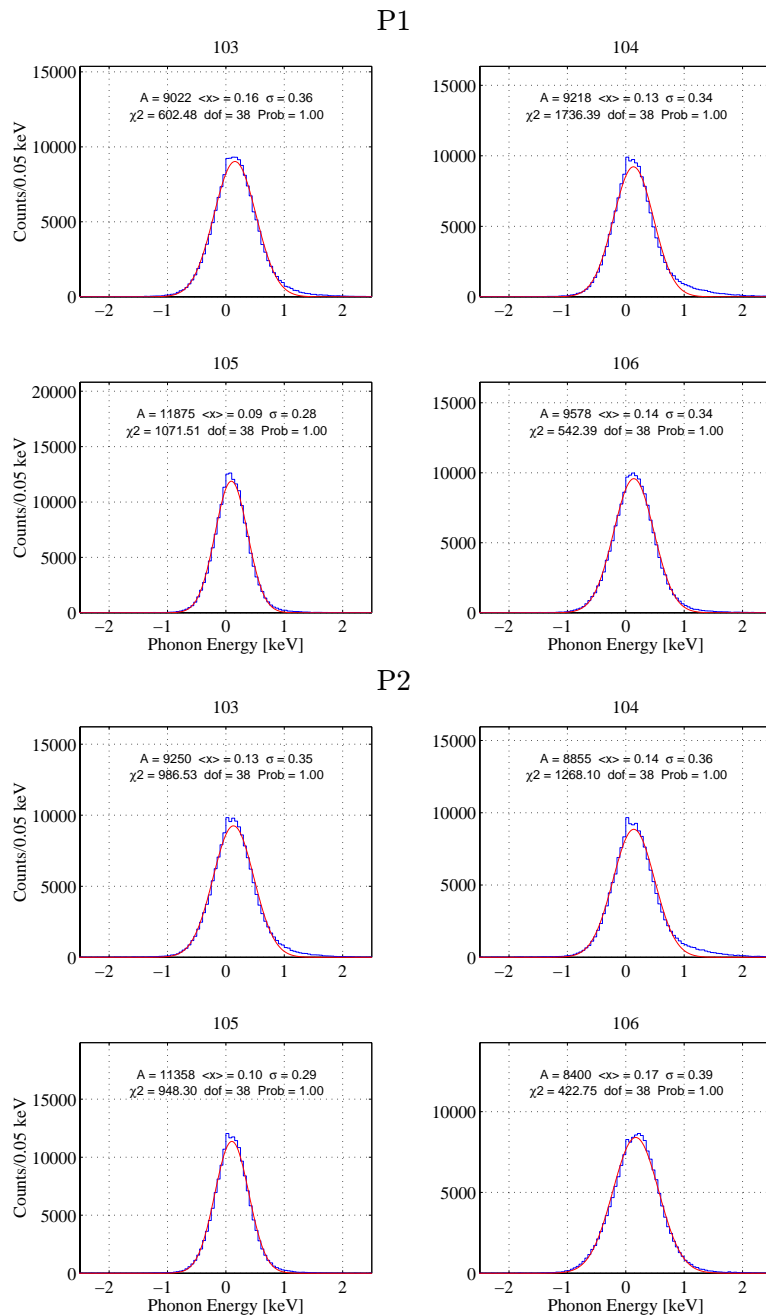 P1
103
15000
10000
5000
0
Counts/0.05 keV
A = 9022 <x> = 0.16 σ = 0.36
χ2 = 602.48 dof = 38 Prob = 1.00
−2 −1 0 1 2
104
15000
10000
5000
0
A = 9218 <x> = 0.13 σ = 0.34
χ2 = 1736.39 dof = 38 Prob = 1.00
−2 −1 0 1 2
105
20000
15000
10000
5000
0
Counts/0.05 keV
A = 11875 <x> = 0.09 σ = 0.28
χ2 = 1071.51 dof = 38 Prob = 1.00
−2 −1 0 1 2
Phonon Energy [keV]
106
15000
10000
5000
0
A = 9578 <x> = 0.14 σ = 0.34
χ2 = 542.39 dof = 38 Prob = 1.00
−2 −1 0 1 2
Phonon Energy [keV]
P2
103
15000
10000
5000
0
Counts/0.05 keV
A = 9250 <x> = 0.13 σ = 0.35
χ2 = 986.53 dof = 38 Prob = 1.00
−2 −1 0 1 2
104
15000
10000
5000
0
A = 8855 <x> = 0.14 σ = 0.36
χ2 = 1268.10 dof = 38 Prob = 1.00
−2 −1 0 1 2
105
15000
10000
5000
0
Counts/0.05 keV
A = 11358 <x> = 0.10 σ = 0.29
χ2 = 948.30 dof = 38 Prob = 1.00
−2 −1 0 1 2
Phonon Energy [keV]
106
10000
5000
0
A = 8400 <x> = 0.17 σ = 0.39
χ2 = 422.75 dof = 38 Prob = 1.00
−2 −1 0 1 2
Phonon Energy [keV]